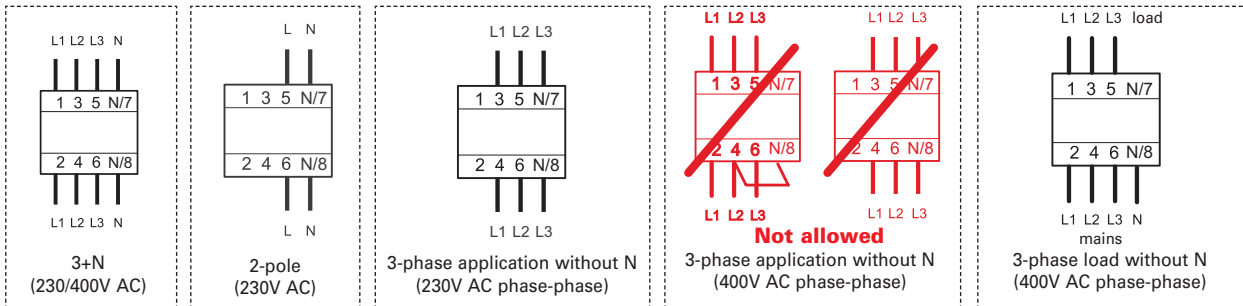 L1 L2 L3 N
1 3 5 N/7
2 4 6 N/8
L1 L2 L3 N
3+N
(230/400V AC)
L N
1 3 5 N/7
2 4 6 N/8
L N
2-pole
(230V AC)
L1 L2 L3
1 3 5 N/7
2 4 6 N/8
L1 L2 L3
3-phase application without N
(230V AC phase-phase)
L1 L2 L3
1 3 5 N/7
2 4 6 N/8
L1 L2 L3
L1 L2 L3
1 3 5 N/7
2 4 6 N/8
L1 L2 L3
Not allowed
3-phase application without N
(400V AC phase-phase)
L1 L2 L3 load
1 3 5 N/7
2 4 6 N/8
L1 L2 L3 N
mains
3-phase load without N
(400V AC phase-phase)